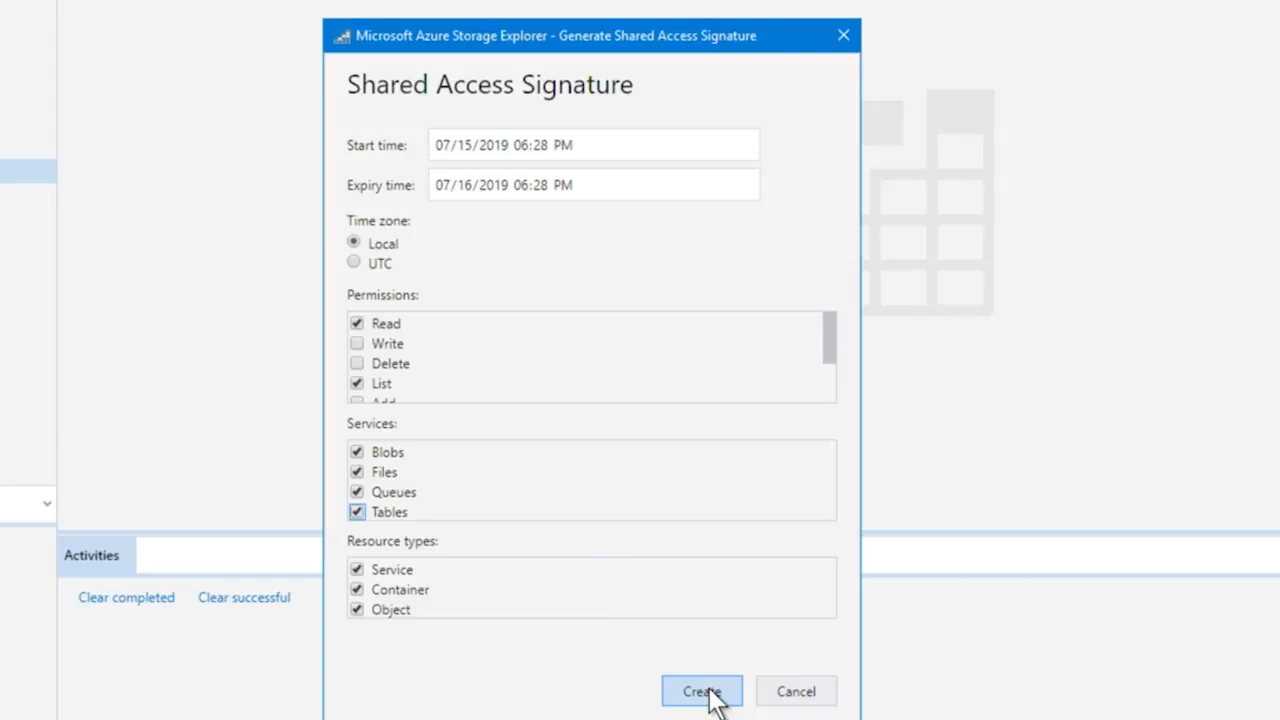 Microsoft Azure Storage Explorer - Generate Shared Access Signature
Shared Access Signature
Start time: 07/15/2019 06:28 PM
Expiry time: 07/16/2019 06:28 PM
Time zone:
Local
UTC
Permissions:
Read
Write
Delete
List
Add
Services:
Blobs
Files
Queues
Tables
Resource types:
Service
Container
Object
Activities
Clear completed Clear successful
Create Cancel